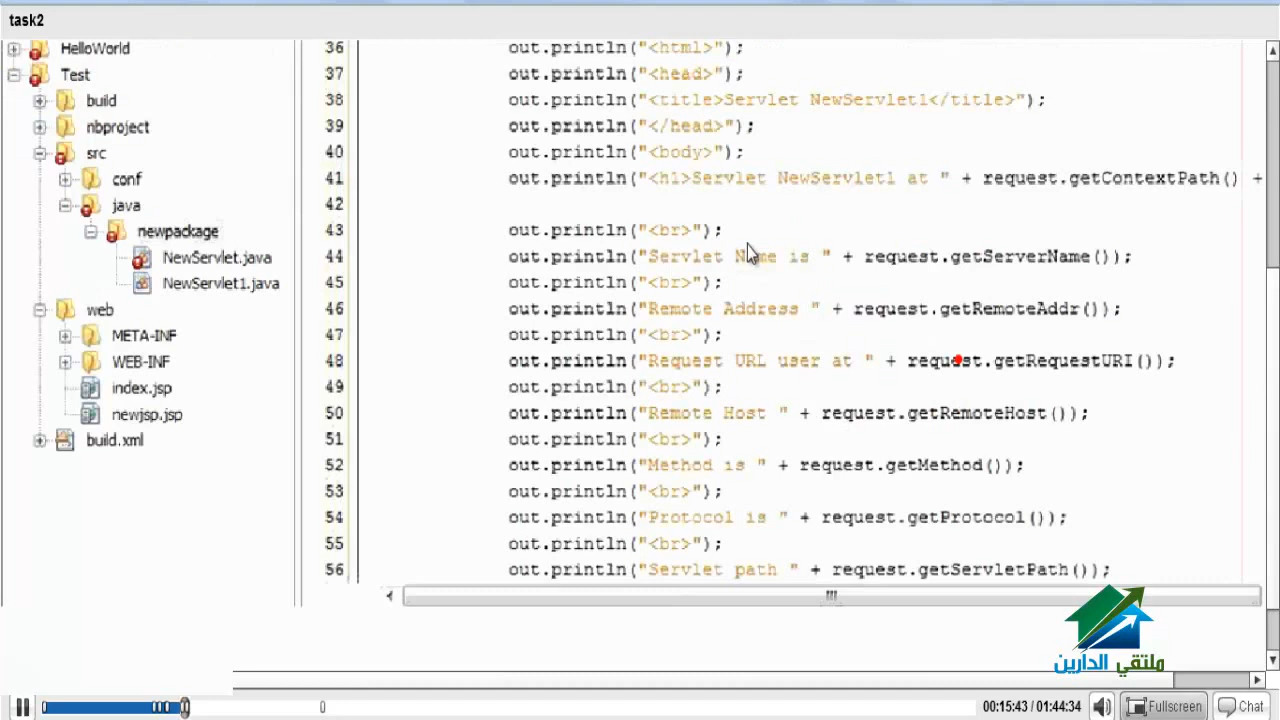 task2
HelloWorld
Test
build
nbproject
src
conf
java
newpackage
NewServlet.java
NewServlet1.java
web
META-INF
WEB-INF
index.jsp
newjsp.jsp
build.xml
36 out.println("<html>");
37 out.println("<head>");
38 out.println("<title>Servlet NewServlet1</title>");
39 out.println("</head>");
40 out.println("<body>");
41 out.println("<h1>Servlet NewServlet1 at " + request.getContextPath() +
42
43 out.println("<br>");
44 out.println("Servlet Name is " + request.getServerName());
45 out.println("<br>");
46 out.println("Remote Address " + request.getRemoteAddr());
47 out.println("<br>");
48 out.println("Request URL user at " + request.getRequestURI());
49 out.println("<br>");
50 out.println("Remote Host " + request.getRemoteHost());
51 out.println("<br>");
52 out.println("Method is " + request.getMethod());
53 out.println("<br>");
54 out.println("Protocol is " + request.getProtocol());
55 out.println("<br>");
56 out.println("Servlet path " + request.getServletPath());
ملتقي الدارين
00:15:43 / 01:44:34
Fullscreen
Chat